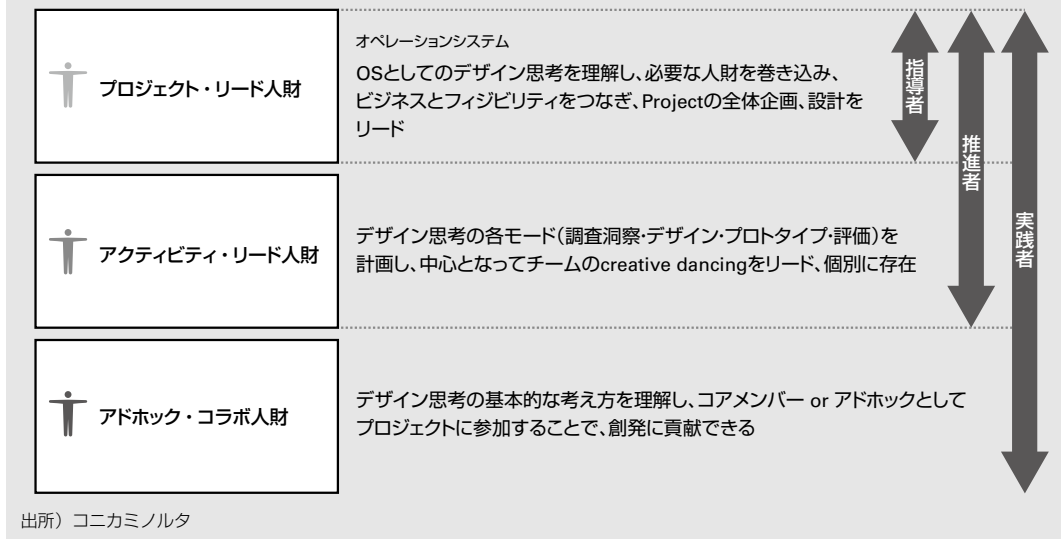 プロジェクト・リード人財
オペレーションシステム
OSとしてのデザイン思考を理解し、必要な人財を巻き込み、
ビジネスとフィジビリティをつなぎ、Projectの全体企画、設計を
リード
指導者
推進者
実践者
アクティビティ・リード人財
デザイン思考の各モード(調査洞察・デザイン・プロトタイプ・評価)を
計画し、中心となってチームのcreative dancingをリード、個別に存在
アドホック・コラボ人財
デザイン思考の基本的な考え方を理解し、コアメンバー or アドホックとして
プロジェクトに参加することで、創発に貢献できる
出所）コニカミノルタ